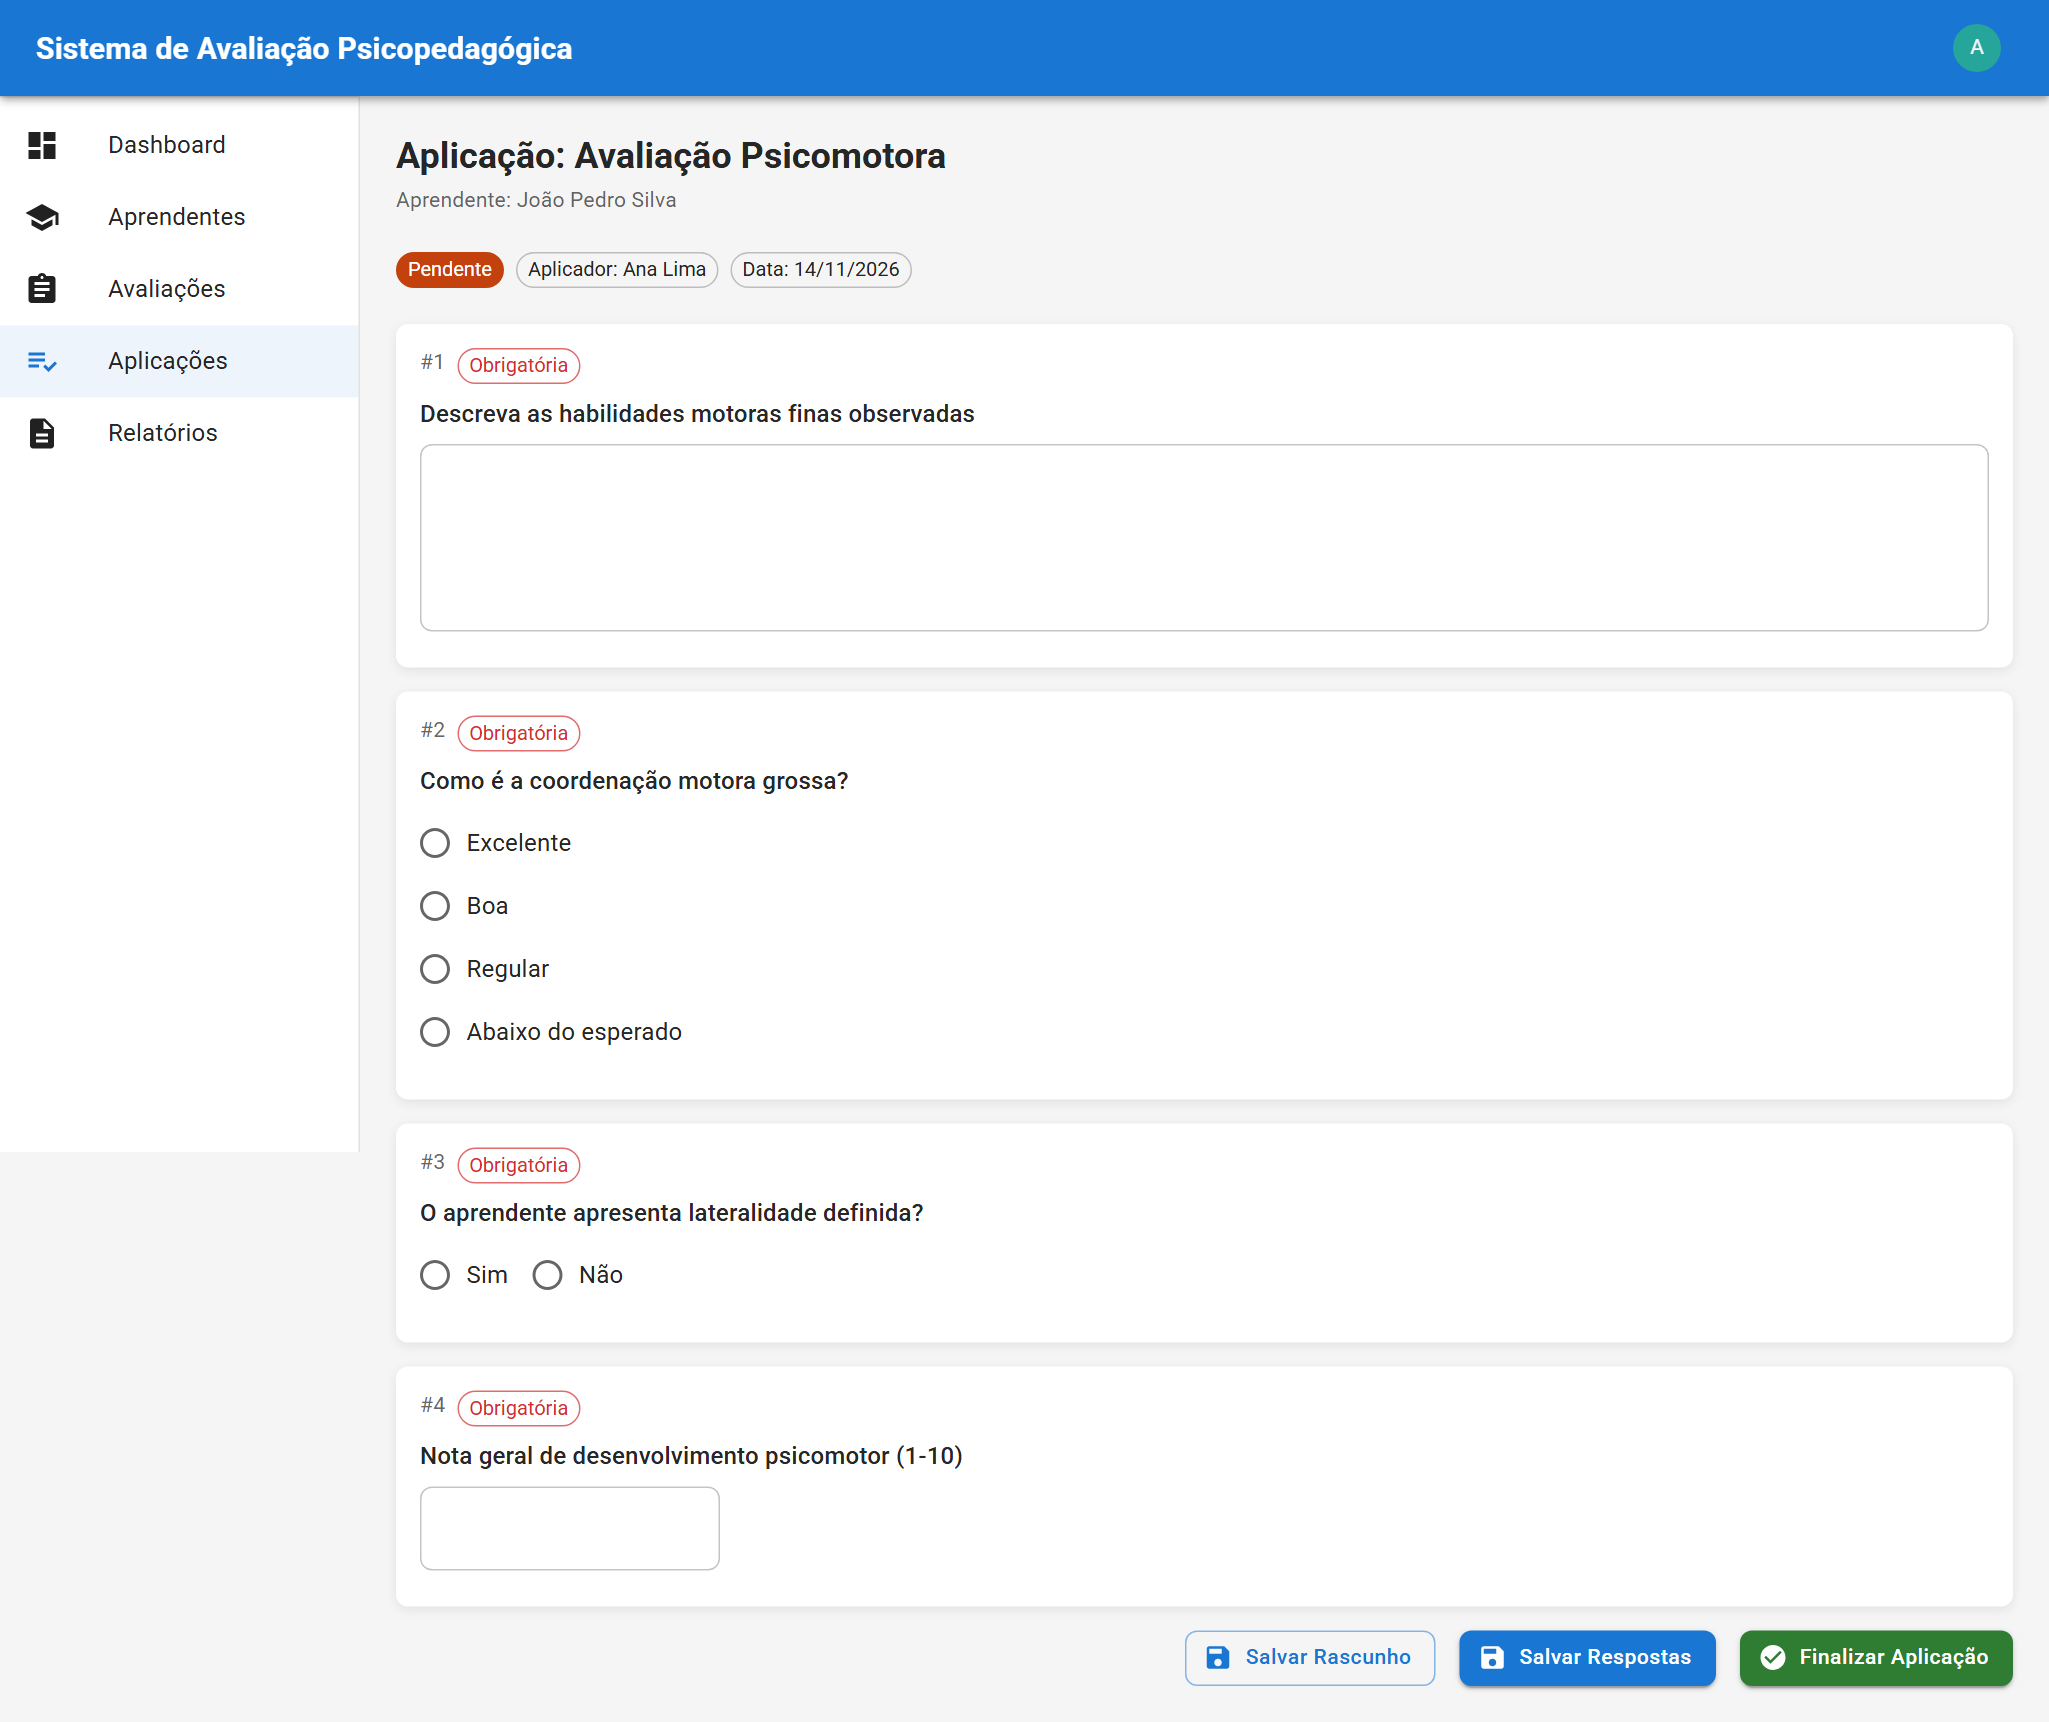 Sistema de Avaliação Psicopedagógica
A
Dashboard
Aprendentes
Avaliações
Aplicações
Relatórios
Aplicação: Avaliação Psicomotora
Aprendente: João Pedro Silva
Pendente
Aplicador: Ana Lima
Data: 14/11/2026
#1 Obrigatória
Descreva as habilidades motoras finas observadas
#2 Obrigatória
Como é a coordenação motora grossa?
Excelente
Boa
Regular
Abaixo do esperado
#3 Obrigatória
O aprendente apresenta lateralidade definida?
Sim Não
#4 Obrigatória
Nota geral de desenvolvimento psicomotor (1-10)
Salvar Rascunho
Salvar Respostas
Finalizar Aplicação